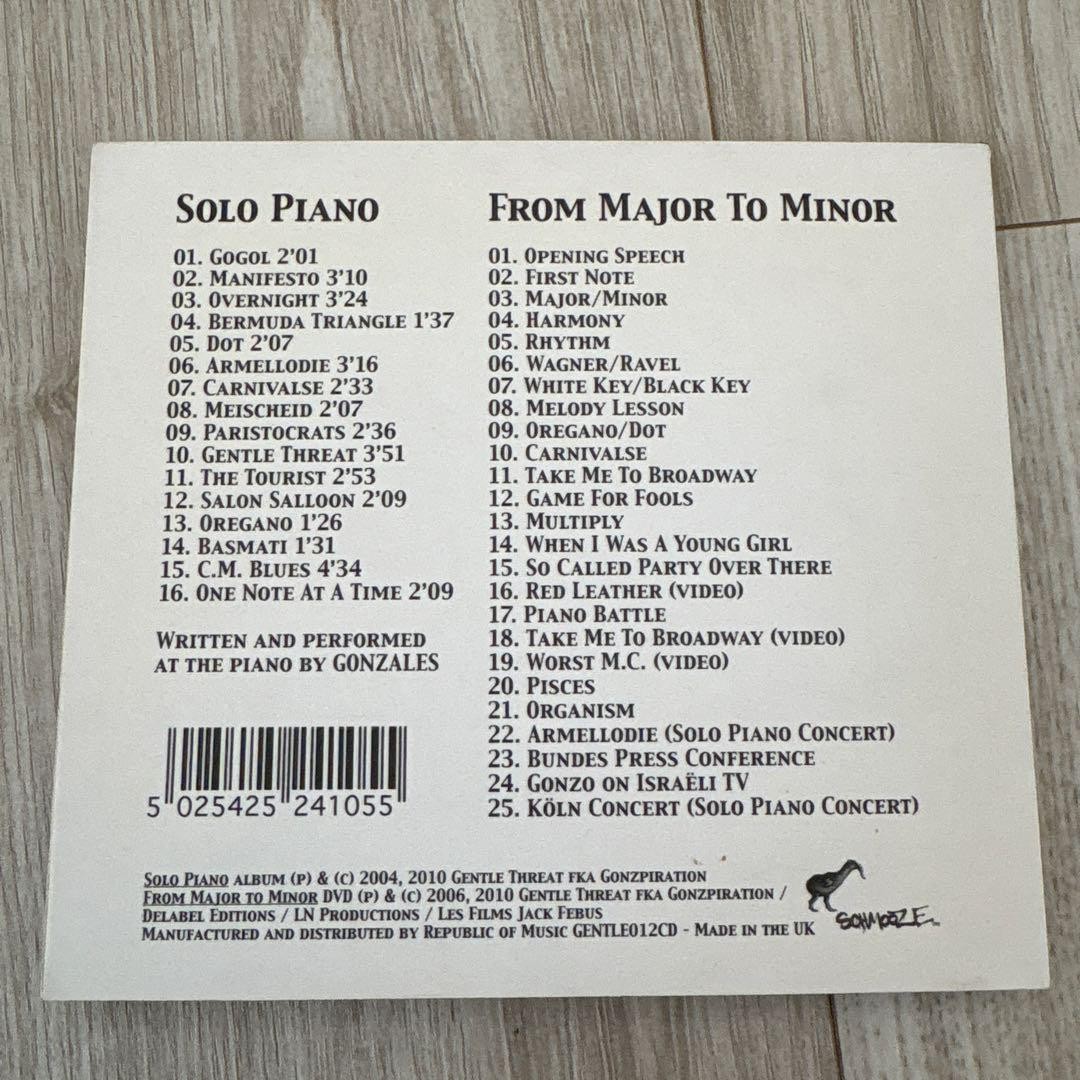 SOLO PIANO
01. GOGOL 2'01
02. MANIFESTO 3'10
03. OVERNIGHT 3'24
04. BERMUDA TRIANGLE 1'37
05. DOT 2'07
06. ARMELLODIE 3'16
07. CARNIVALSE 2'33
08. MEISCHEID 2'07
09. PARISTOCRATS 2'36
10. GENTLE THREAT 3'51
11. THE TOURIST 2'53
12. SALON SALLOON 2'09
13. OREGANO 1'26
14. BASMATI 1'31
15. C.M. BLUES 4'34
16. ONE NOTE AT A TIME 2'09
WRITTEN AND PERFORMED
AT THE PIANO BY GONZALES
5 025425 241055
FROM MAJOR TO MINOR
01. OPENING SPEECH
02. FIRST NOTE
03. MAJOR/MINOR
04. HARMONY
05. RHYTHM
06. WAGNER/RAVEL
07. WHITE KEY/BLACK KEY
08. MELODY LESSON
09. OREGANO/DOT
10. CARNIVALSE
11. TAKE ME TO BROADWAY
12. GAME FOR FOOLS
13. MULTIPLY
14. WHEN I WAS A YOUNG GIRL
15. SO CALLED PARTY OVER THERE
16. RED LEATHER (VIDEO)
17. PIANO BATTLE
18. TAKE ME TO BROADWAY (VIDEO)
19. WORST M.C. (VIDEO)
20. PISCES
21. ORGANISM
22. ARMELLODIE (SOLO PIANO CONCERT)
23. BUNDES PRESS CONFERENCE
24. GONZO ON ISRAËLI TV
25. KÖLN CONCERT (SOLO PIANO CONCERT)
SOLO PIANO ALBUM (P) & (C) 2004, 2010 GENTLE THREAT FKA GONZPIRATION
FROM MAJOR TO MINOR DVD (P) & (C) 2006, 2010 GENTLE THREAT FKA GONZPIRATION /
DELABEL EDITIONS / LN PRODUCTIONS / LES FILMS JACK FEBUS
MANUFACTURED AND DISTRIBUTED BY REPUBLIC OF MUSIC GENTLE012CD - MADE IN THE UK
SCHMOOZE